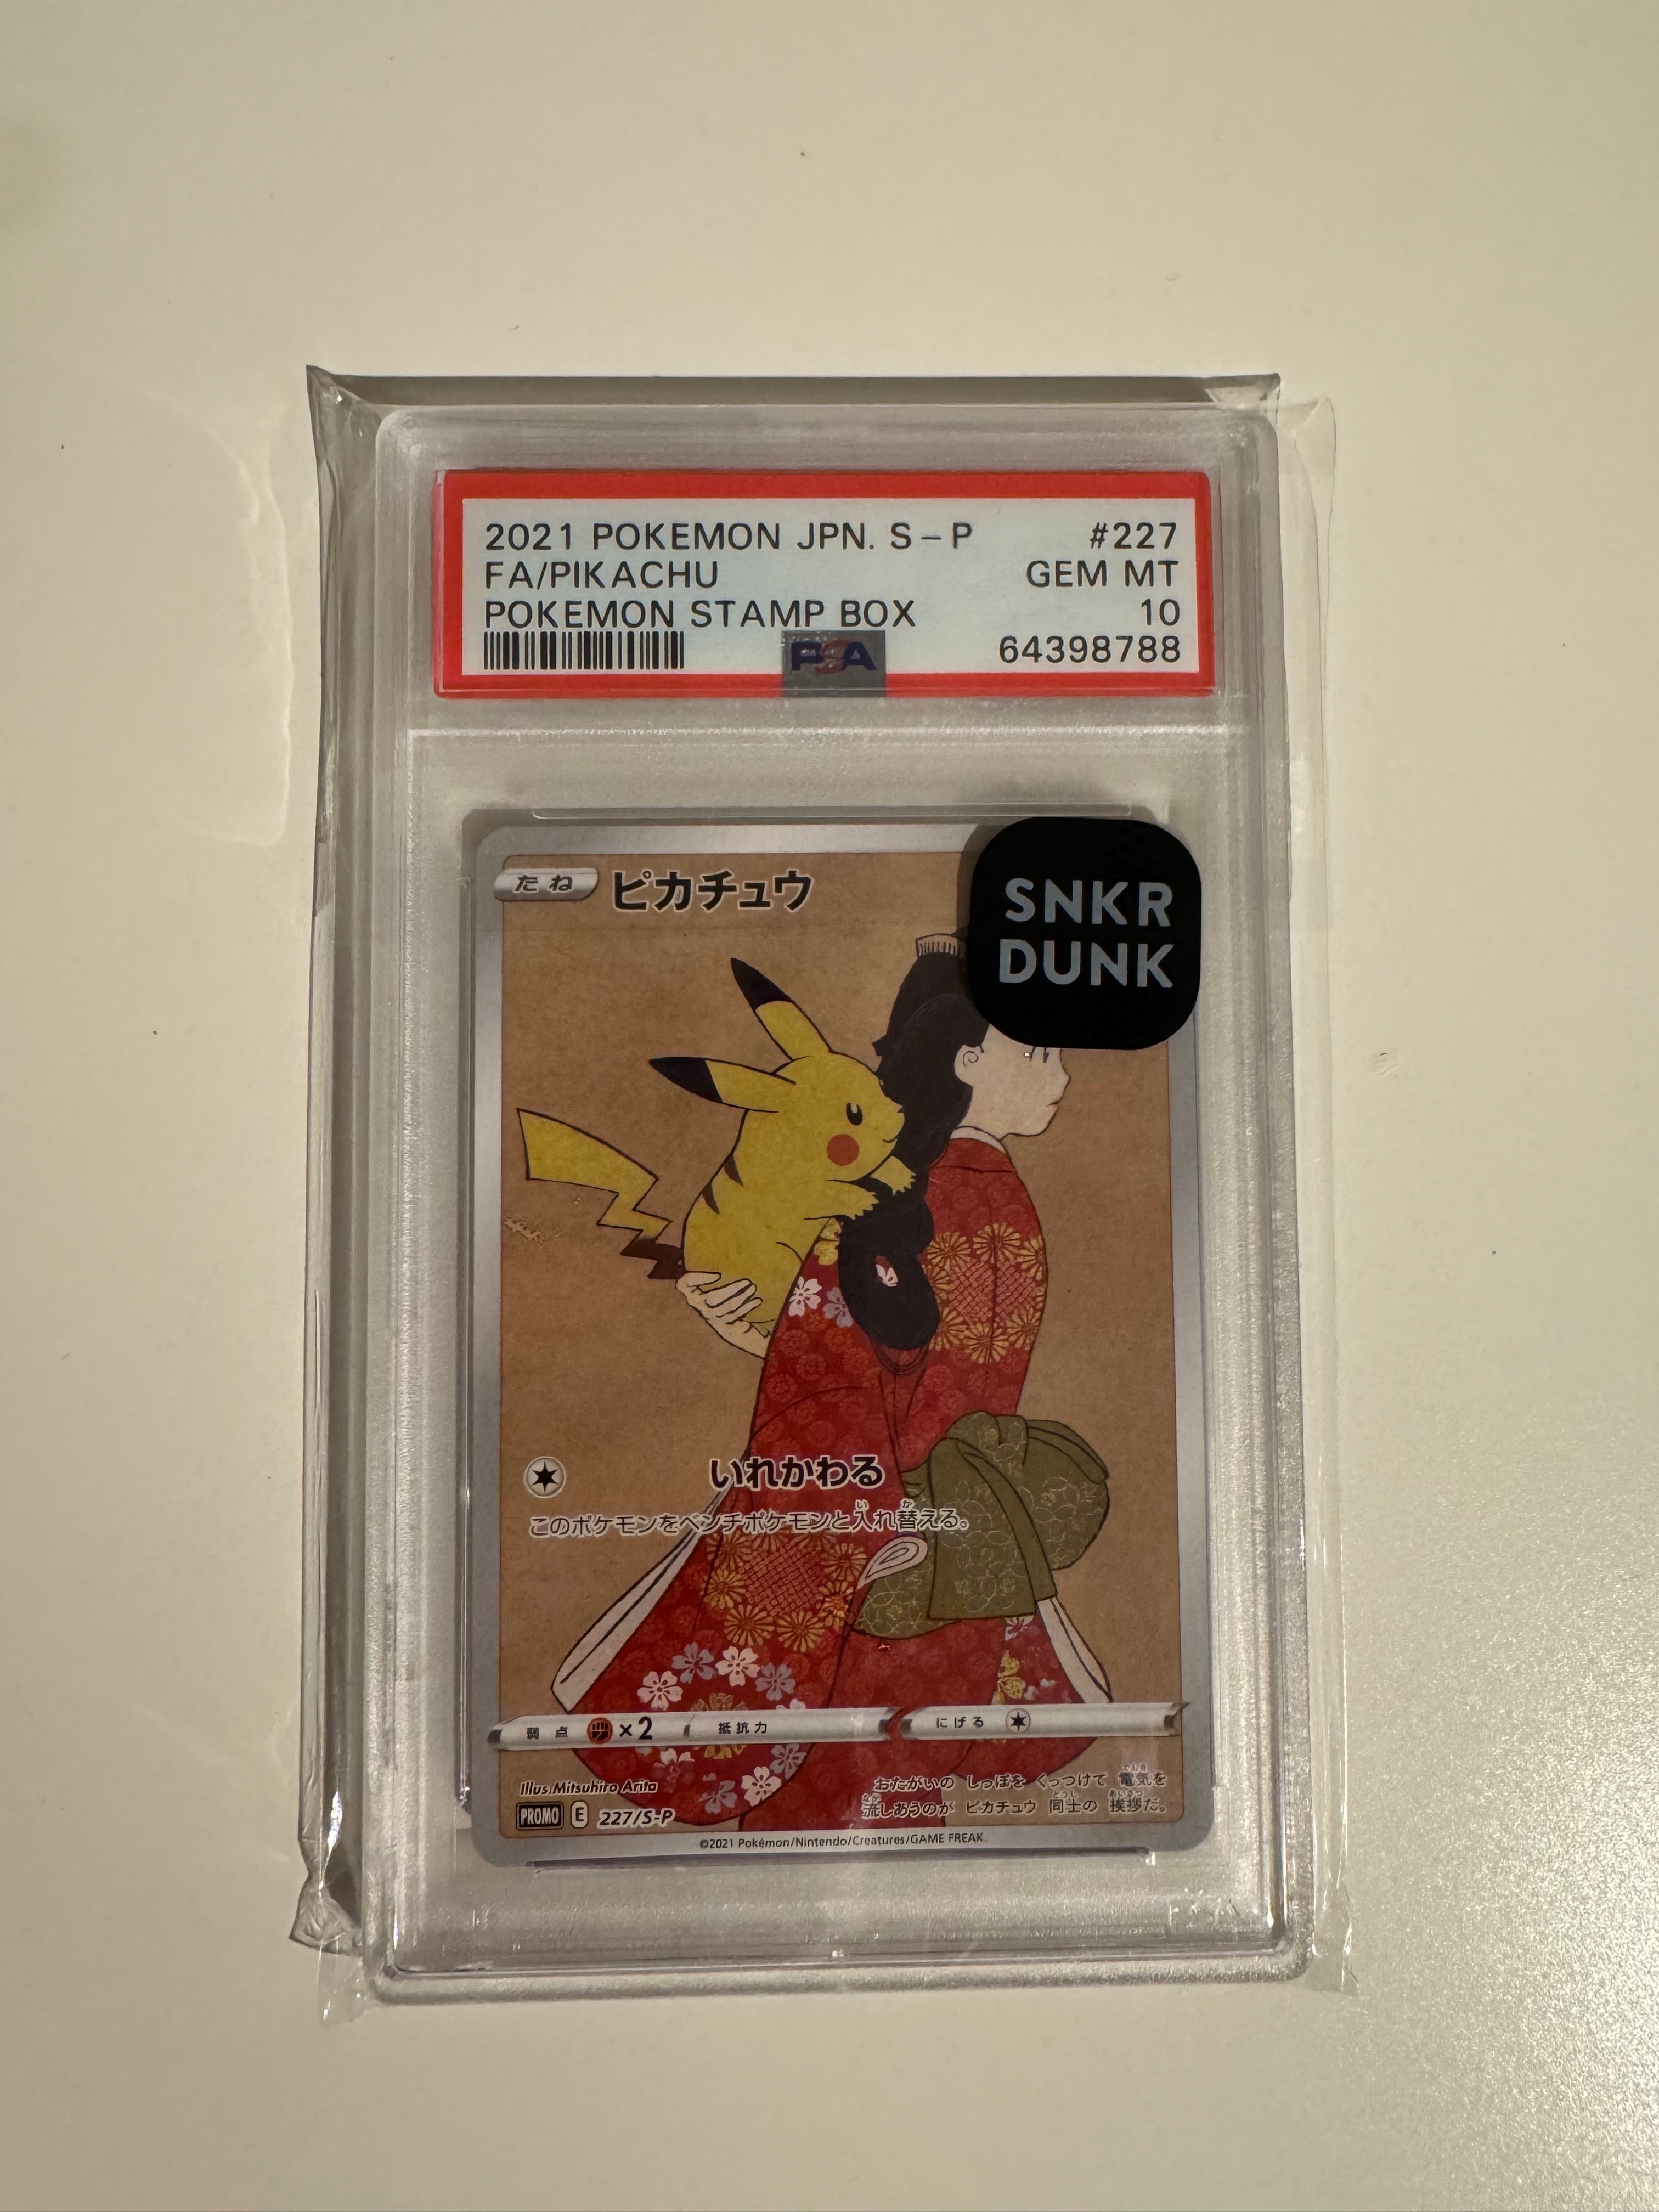 2021 POKEMON JPN. S-P #227
FA/PIKACHU GEM MT
POKEMON STAMP BOX 10
PSA 64398788
SNKR
DUNK
たね ピカチュウ
いれかわる
このポケモンをベンチポケモンと入れ替える。
弱点 ×2 抵抗力 にげる
Illus. Mitsuhiro Arita
おたがいの しっぽを くっつけて 電気を
流しあうのが ピカチュウ 同士の 挨拶だ。
PROMO E 227/S-P
©2021 Pokémon/Nintendo/Creatures/GAME FREAK.